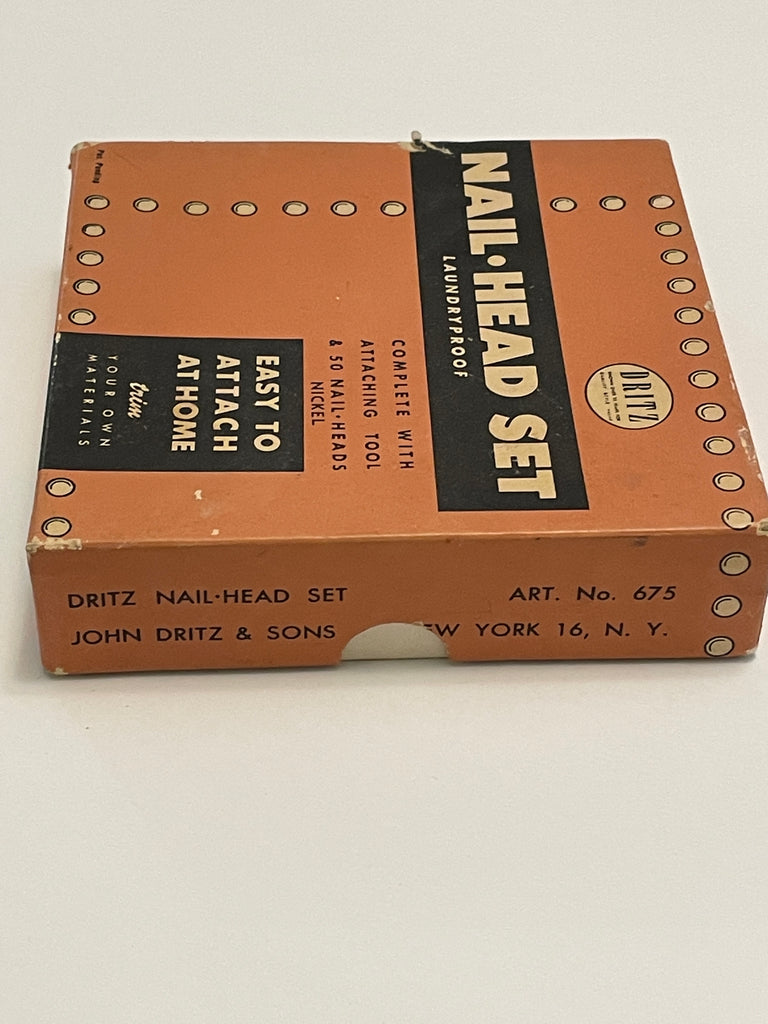 NAIL·HEAD SET
LAUNDRYPROOF
DRITZ
COMPLETE WITH
ATTACHING TOOL
& 50 NAIL·HEADS
NICKEL
EASY TO
ATTACH
AT HOME
trim
YOUR OWN
MATERIALS
Pat. Pending
DRITZ NAIL·HEAD SET
ART. No. 675
JOHN DRITZ & SONS
EW YORK 16, N. Y.